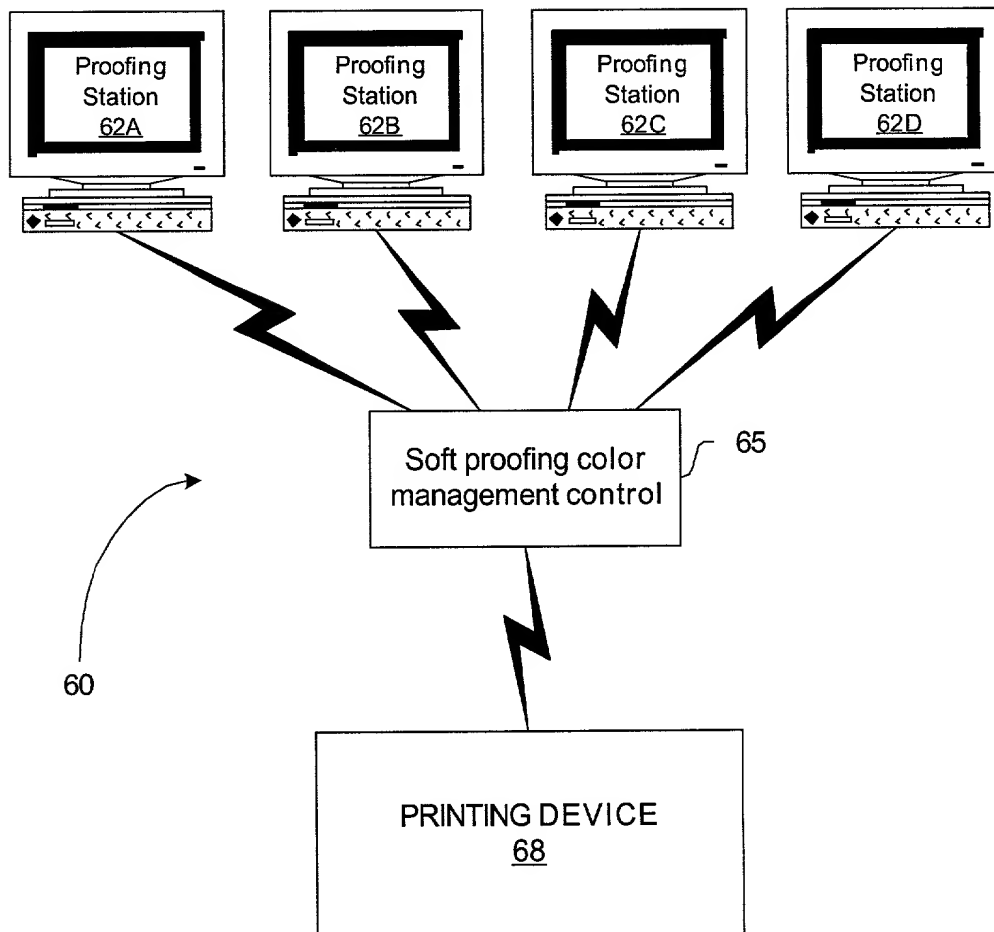 Proofing
Station
62A
Proofing
Station
62B
Proofing
Station
62C
Proofing
Station
62D
Soft proofing color
management control
65
60
PRINTING DEVICE
68